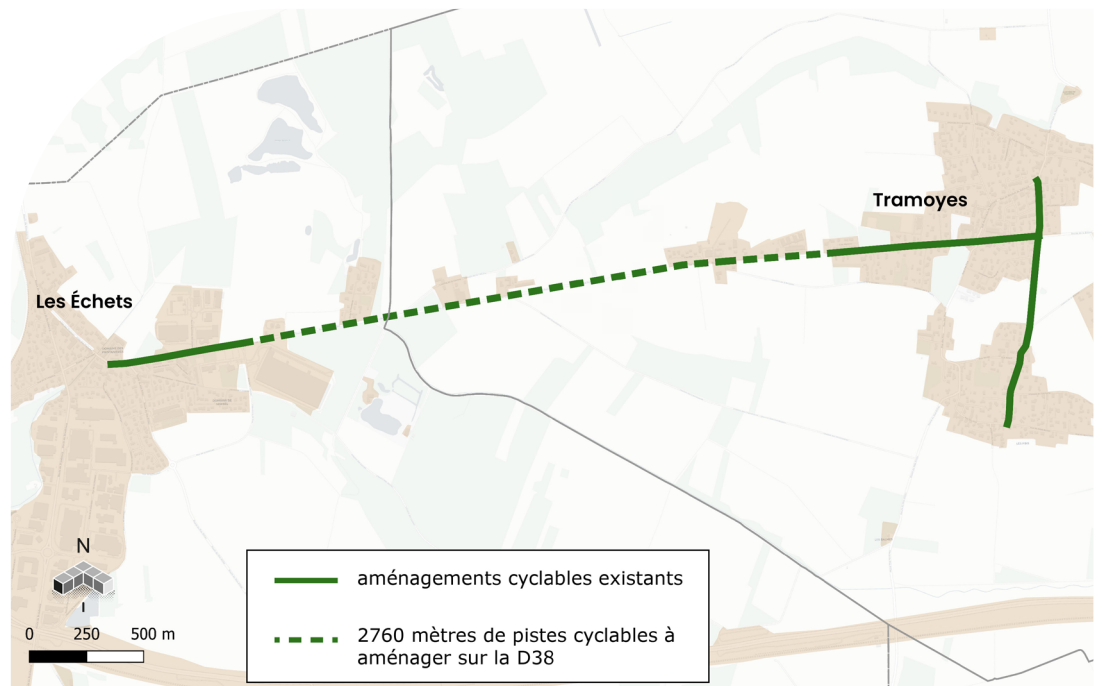 Tramoyes
Les Échets
N
0 250 500 m
aménagements cyclables existants
2760 mètres de pistes cyclables à
aménager sur la D38